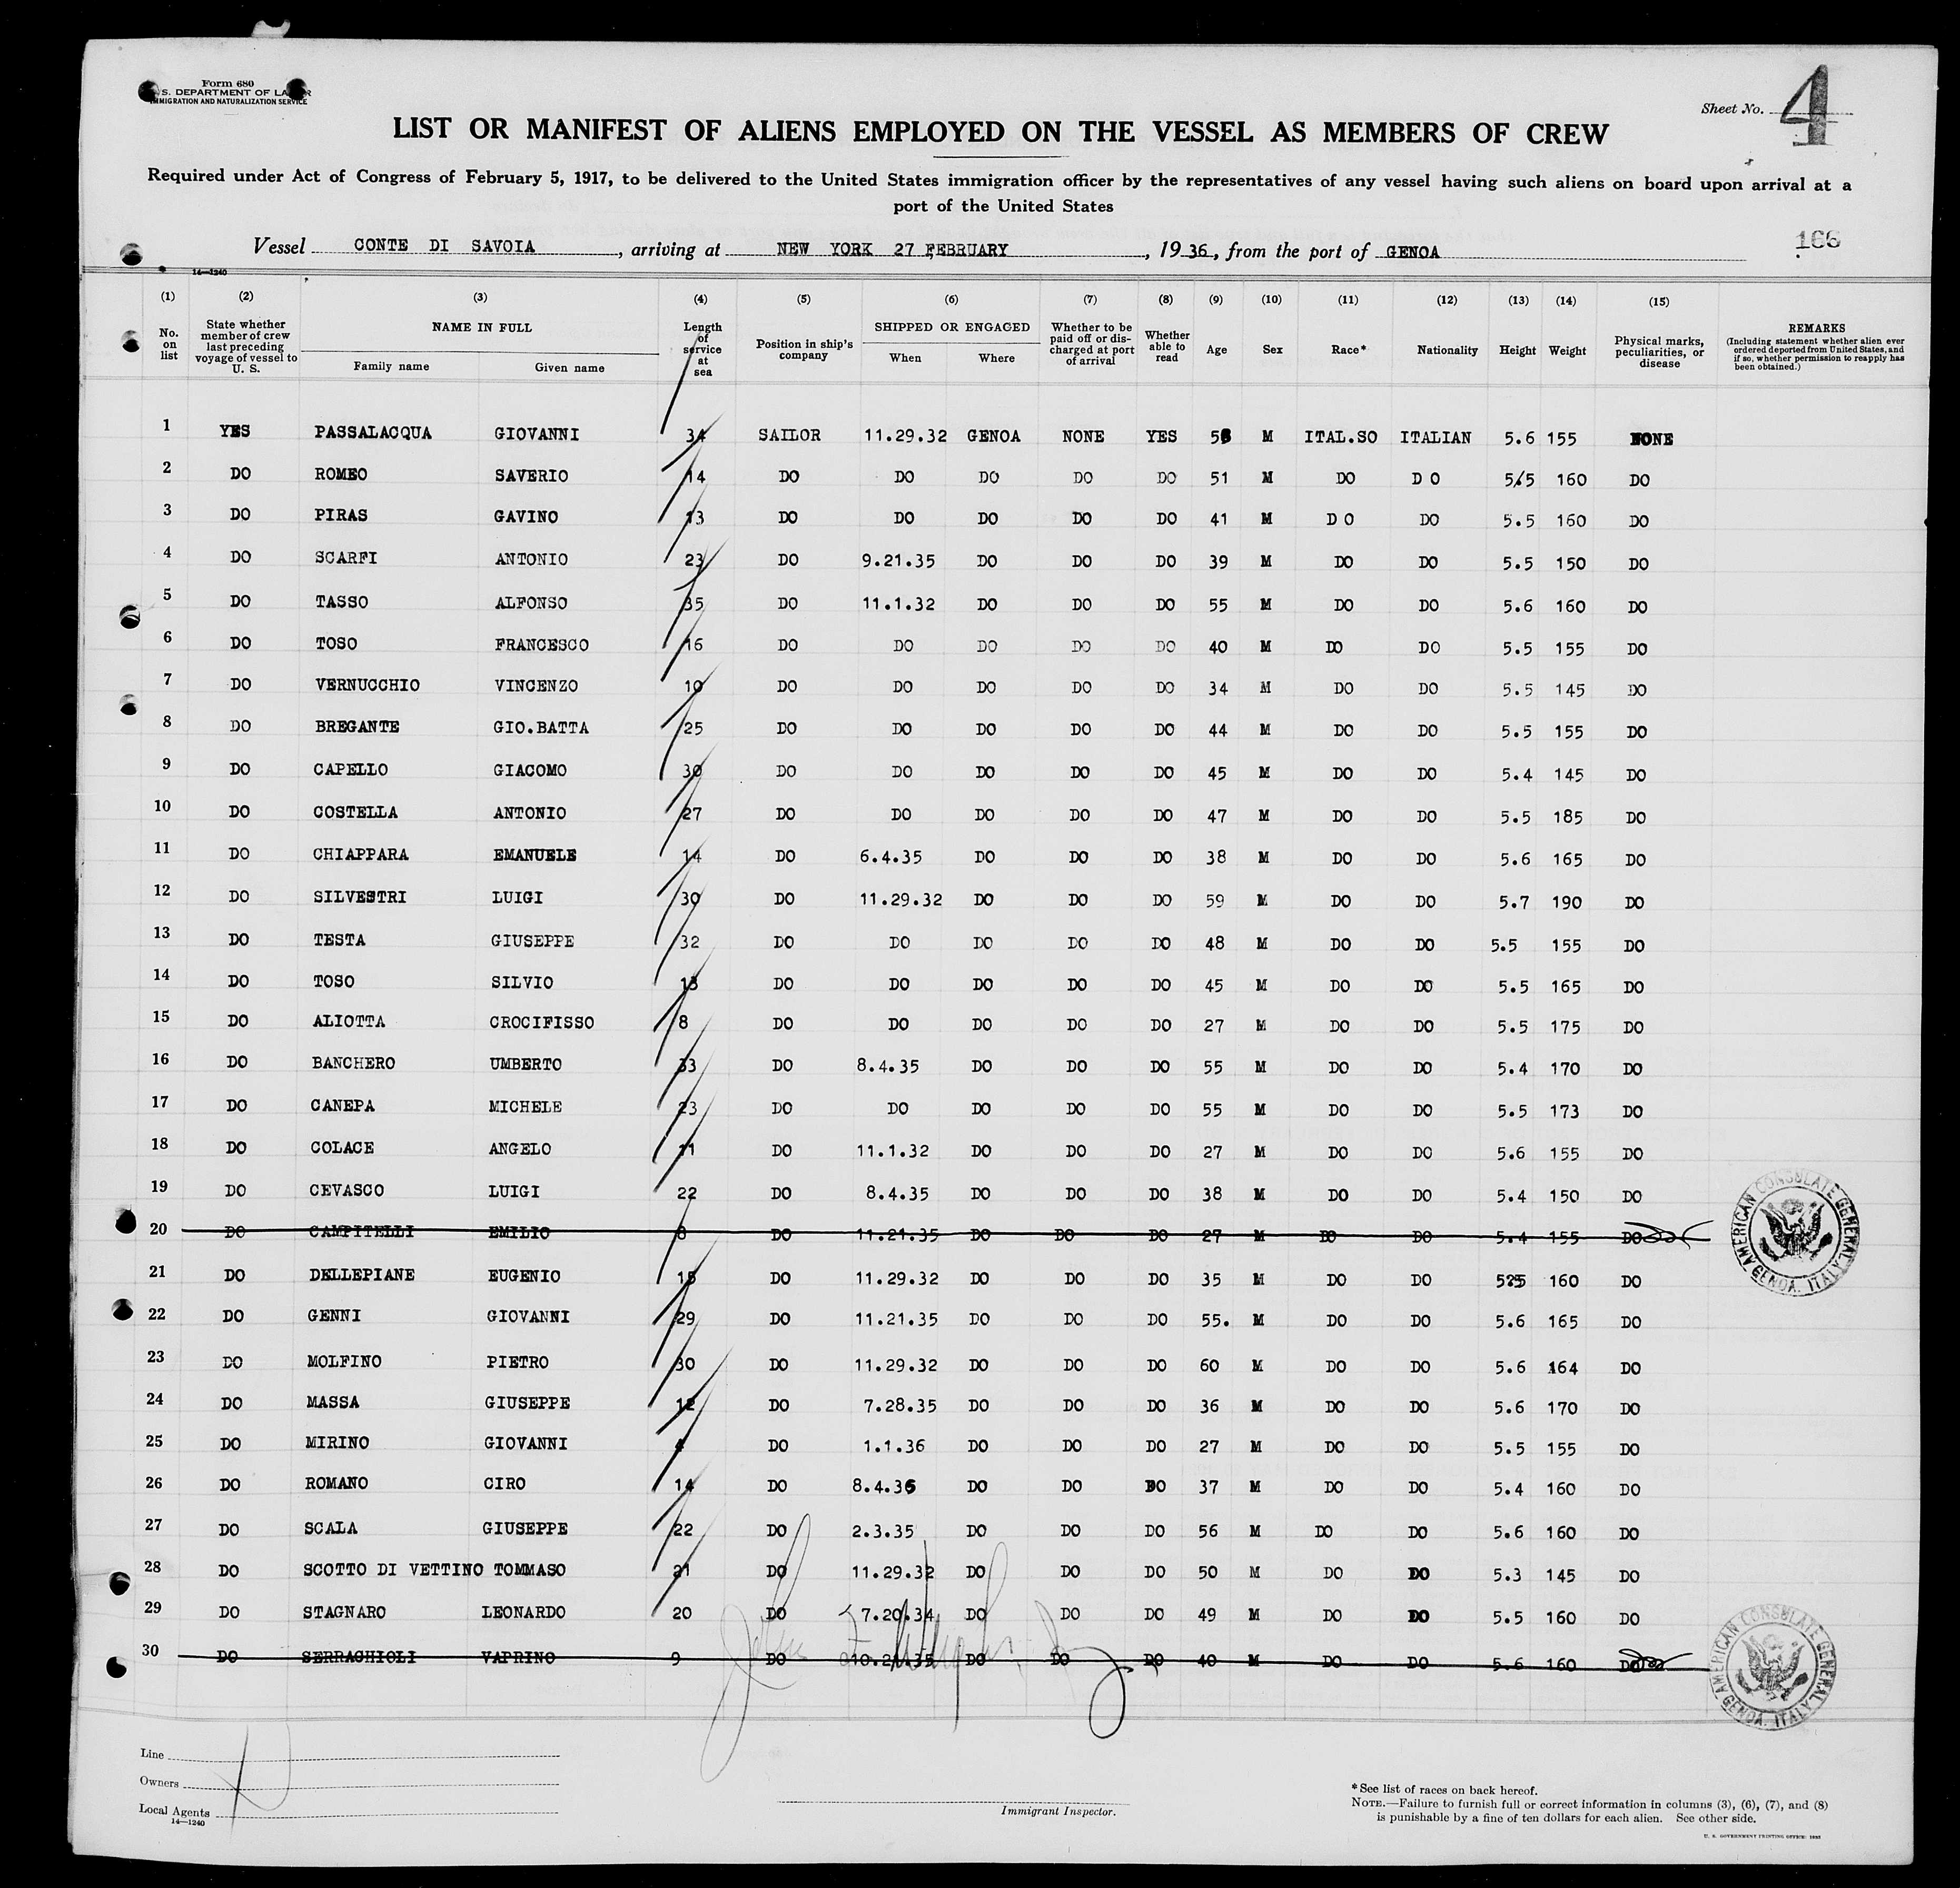 Form 680
S. DEPARTMENT OF LA R
IMMIGRATION AND NATURALIZATION SERVICE
Sheet No. 4
LIST OR MANIFEST OF ALIENS EMPLOYED ON THE VESSEL AS MEMBERS OF CREW
Required under Act of Congress of February 5, 1917, to be delivered to the United States immigration officer by the representatives of any vessel having such aliens on board upon arrival at a
port of the United States
166
Vessel CONTE DI SAVOIA, arriving at NEW YORK 27 FEBRUARY, 1936, from the port of GENOA
14—1240
(1) (2) (3) (4) (5) (6) (7) (8) (9) (10) (11) (12) (13) (14) (15)
No. on list
State whether member of crew last preceding voyage of vessel to U. S.
NAME IN FULL
Family name Given name
Length of service at sea
Position in ship's company
SHIPPED OR ENGAGED
When Where
Whether to be paid off or discharged at port of arrival
Whether able to read
Age
Sex
Race*
Nationality
Height
Weight
Physical marks, peculiarities, or disease
REMARKS
(Including statement whether alien ever ordered deported from United States, and if so, whether permission to reapply has been obtained.)
1 YES PASSALACQUA GIOVANNI 34 SAILOR 11.29.32 GENOA NONE YES M ITAL.SO ITALIAN 5.6 155 NONE
2 DO ROMEO SAVERIO 14 DO DO DO DO DO 51 M DO D O 5/5 160 DO
3 DO PIRAS GAVINO 13 DO DO DO DO DO 41 M D O DO 5.5 160 DO
4 DO SCARFI ANTONIO 23 DO 9.21.35 DO DO DO 39 M DO DO 5.5 150 DO
5 DO TASSO ALFONSO 35 DO 11.1.32 DO DO DO 55 M DO DO 5.6 160 DO
6 DO TOSO FRANCESCO 16 DO DO DO DO DO 40 M DO DO 5.5 155 DO
7 DO VERNUCCHIO VINCENZO 10 DO DO DO DO DO 34 M DO DO 5.5 145 DO
8 DO BREGANTE GIO.BATTA 25 DO DO DO DO DO 44 M DO DO 5.5 155 DO
9 DO CAPELLO GIACOMO 30 DO DO DO DO DO 45 M DO DO 5.4 145 DO
10 DO COSTELLA ANTONIO 27 DO DO DO DO DO 47 M DO DO 5.5 185 DO
11 DO CHIAPPARA EMANUELE 14 DO 6.4.35 DO DO DO 38 M DO DO 5.6 165 DO
12 DO SILVESTRI LUIGI 30 DO 11.29.32 DO DO DO 59 M DO DO 5.7 190 DO
13 DO TESTA GIUSEPPE 32 DO DO DO DO DO 48 M DO DO 5.5 155 DO
14 DO TOSO SILVIO 13 DO DO DO DO DO 45 M DO DO 5.5 165 DO
15 DO ALIOTTA CROCIFISSO 8 DO DO DO DO DO 27 M DO DO 5.5 175 DO
16 DO BANCHERO UMBERTO 33 DO 8.4.35 DO DO DO 55 M DO DO 5.4 170 DO
17 DO CANEPA MICHELE 23 DO DO DO DO DO 55 M DO DO 5.5 173 DO
18 DO COLACE ANGELO 11 DO 11.1.32 DO DO DO 27 M DO DO 5.6 155 DO
19 DO CEVASCO LUIGI 22 DO 8.4.35 DO DO DO 38 M DO DO 5.4 150 DO
20 DO CAMPITELLI EMILIO 8 DO 11.21.35 DO DO DO 27 M DO DO 5.4 155 DO
21 DO DELLEPIANE EUGENIO 15 DO 11.29.32 DO DO DO 35 M DO DO 160 DO
22 DO GENNI GIOVANNI 29 DO 11.21.35 DO DO DO 55. M DO DO 5.6 165 DO
23 DO MOLFINO PIETRO 30 DO 11.29.32 DO DO DO 60 M DO DO 5.6 164 DO
24 DO MASSA GIUSEPPE 12 DO 7.28.35 DO DO DO 36 M DO DO 5.6 170 DO
25 DO MIRINO GIOVANNI 4 DO 1.1.36 DO DO DO 27 M DO DO 5.5 155 DO
26 DO ROMANO CIRO 14 DO 8.4.35 DO DO DO 37 M DO DO 5.4 160 DO
27 DO SCALA GIUSEPPE 22 DO 2.3.35 DO DO DO 56 M DO DO 5.6 160 DO
28 DO SCOTTO DI VETTINO TOMMASO 21 DO 11.29.32 DO DO DO 50 M DO DO 5.3 145 DO
29 DO STAGNARO LEONARDO 20 DO 7.20.34 DO DO DO 49 M DO DO 5.5 160 DO
30 DO SERRAGHIOLI VAPRINO 9 DO DO DO DO 40 M DO DO 5.6 160 DO
AMERICAN CONSULATE GENERAL
GENOA, ITALY
AMERICAN CONSULATE GENERAL
GENOA, ITALY
Line
Owners
Local Agents
14—1240
Immigrant Inspector.
*See list of races on back hereof.
NOTE.—Failure to furnish full or correct information in columns (3), (6), (7), and (8)
is punishable by a fine of ten dollars for each alien. See other side.
U. S. GOVERNMENT PRINTING OFFICE: